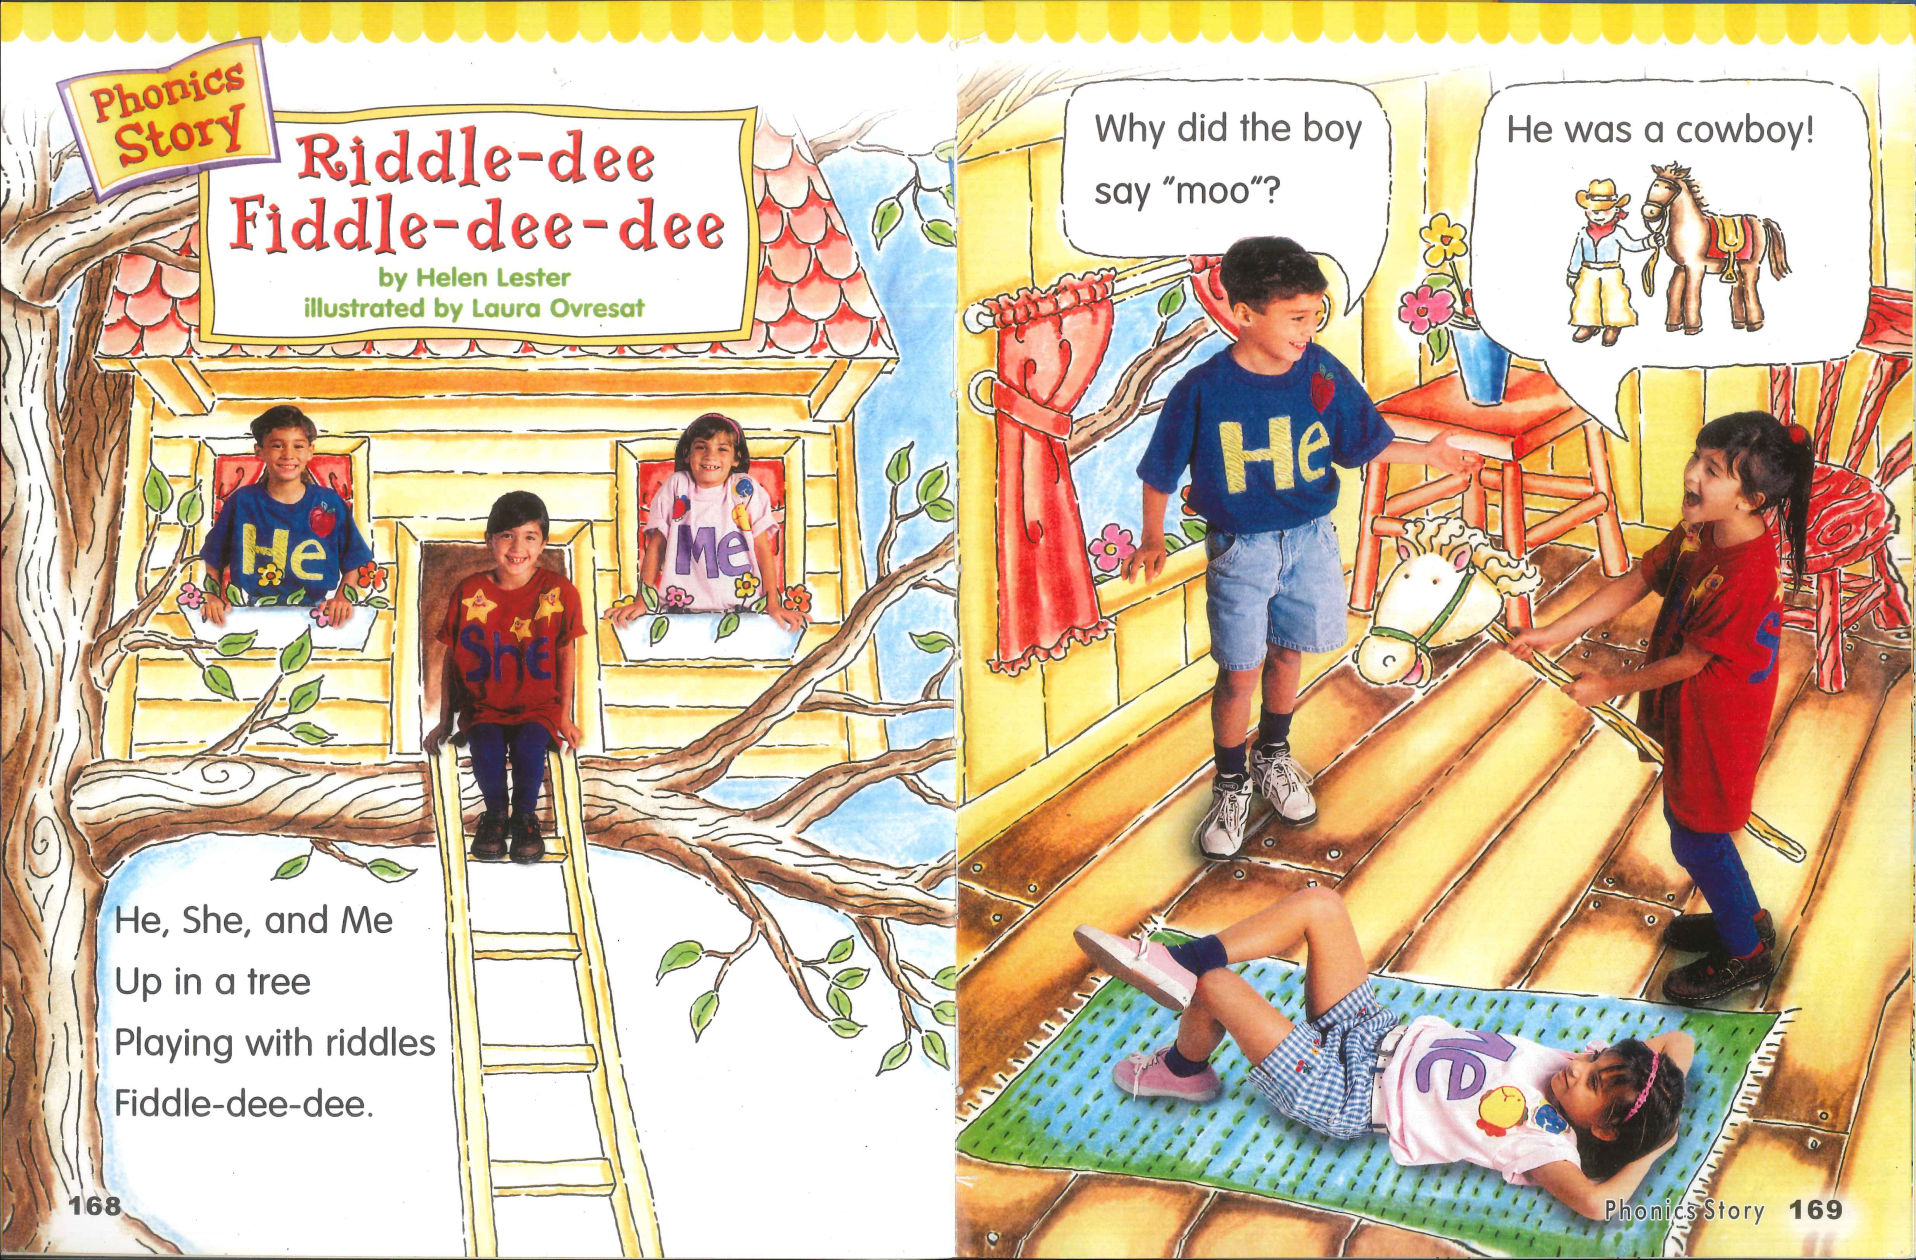 Phonics
Story
Riddle-dee
Fiddle-dee-dee
by Helen Lester
illustrated by Laura Ovresat
He
Me
She
He, She, and Me
Up in a tree
Playing with riddles
Fiddle-dee-dee.
168
Why did the boy
say "moo"?
He was a cowboy!
He
S
Me
Phonics Story 169